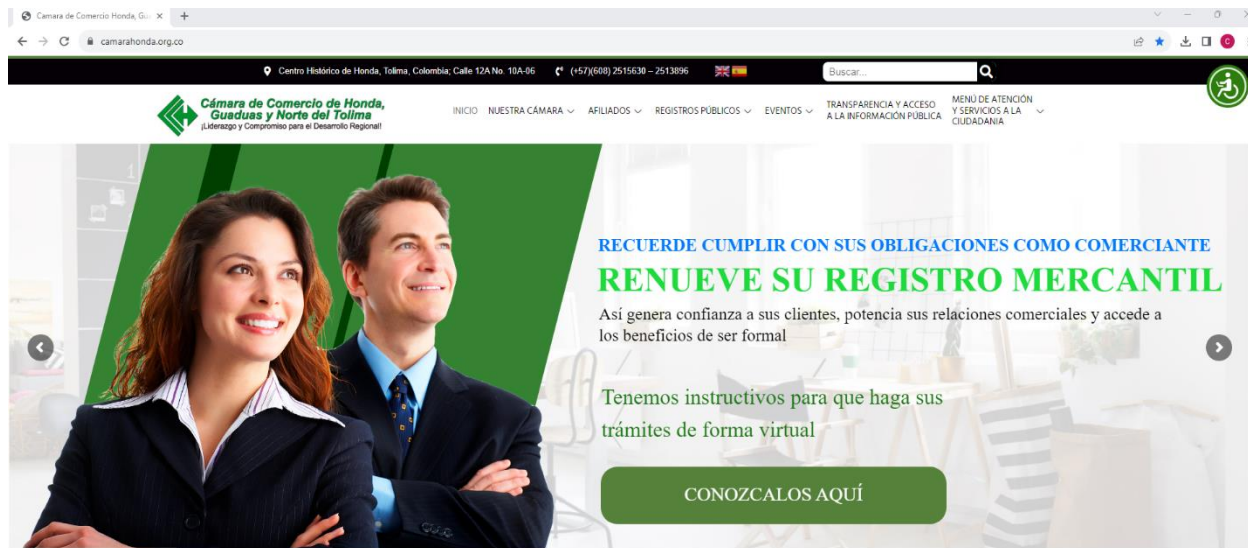 Camara de Comercio Honda, Gu
camarahonda.org.co
Centro Histórico de Honda, Tolima, Colombia; Calle 12A No. 10A-06 (+57)(608) 2515630 – 2513896 Buscar...
Cámara de Comercio de Honda,
Guaduas y Norte del Tolima
¡Liderazgo y Compromiso para el Desarrollo Regional!
INICIO NUESTRA CÁMARA AFILIADOS REGISTROS PÚBLICOS EVENTOS
TRANSPARENCIA Y ACCESO
A LA INFORMACIÓN PÚBLICA
MENÚ DE ATENCIÓN
Y SERVICIOS A LA
CIUDADANIA
RECUERDE CUMPLIR CON SUS OBLIGACIONES COMO COMERCIANTE
RENUEVE SU REGISTRO MERCANTIL
Así genera confianza a sus clientes, potencia sus relaciones comerciales y accede a
los beneficios de ser formal
Tenemos instructivos para que haga sus
trámites de forma virtual
CONOZCALOS AQUÍ